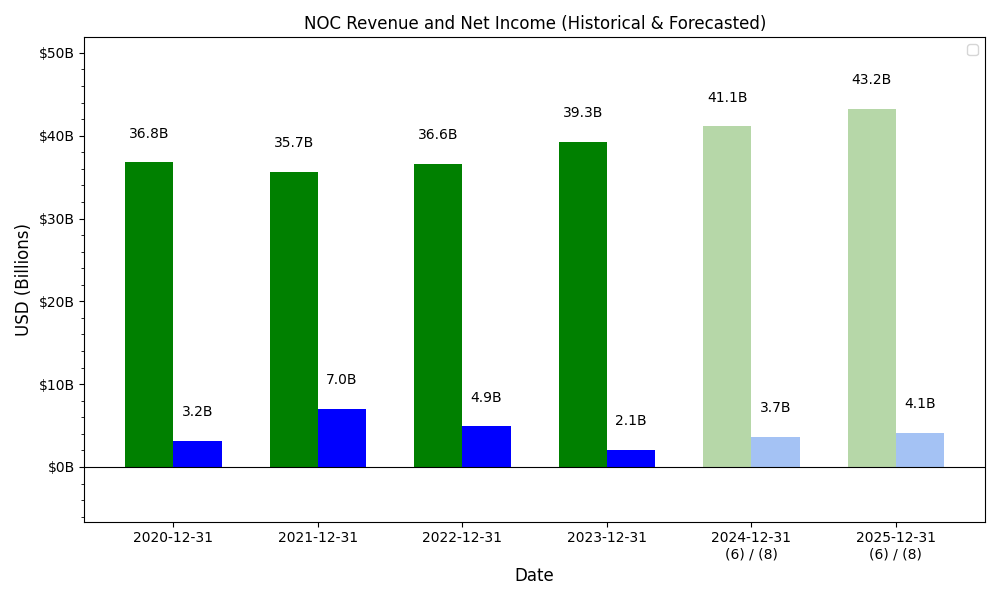 NOC Revenue and Net Income (Historical & Forecasted)
$50B
$40B
$30B
$20B
$10B
$0B
USD (Billions)
36.8B
3.2B
35.7B
7.0B
36.6B
4.9B
39.3B
2.1B
41.1B
3.7B
43.2B
4.1B
2020-12-31
2021-12-31
2022-12-31
2023-12-31
2024-12-31
(6) / (8)
2025-12-31
(6) / (8)
Date